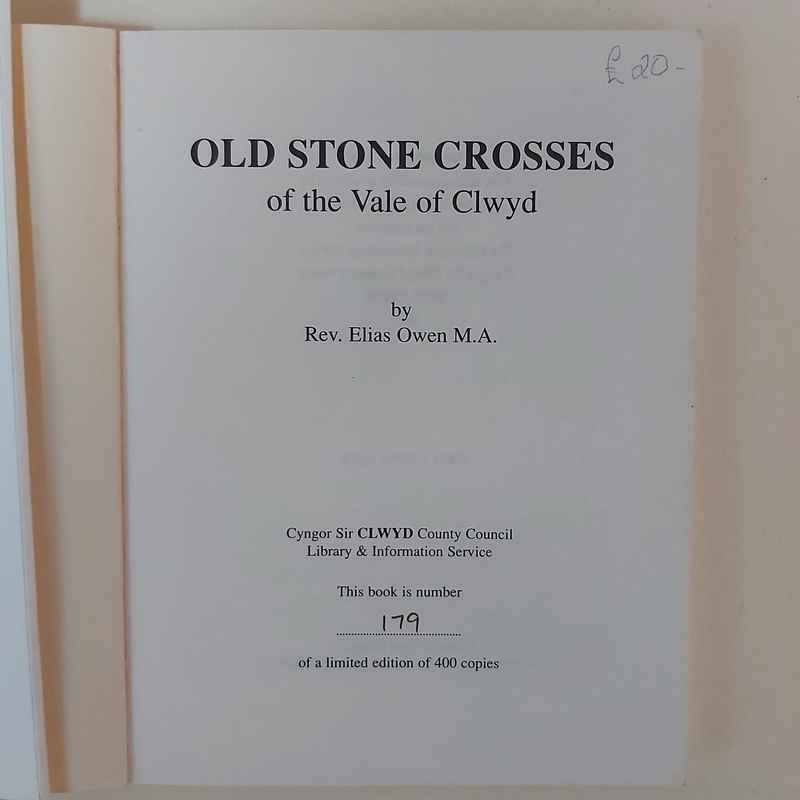 £20-
OLD STONE CROSSES
of the Vale of Clwyd
by
Rev. Elias Owen M.A.
Cyngor Sir CLWYD County Council
Library & Information Service
This book is number
179
of a limited edition of 400 copies